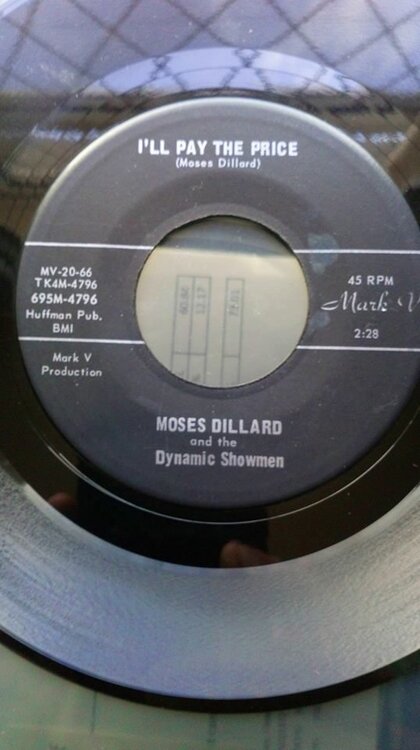 I'LL PAY THE PRICE
(Moses Dillard)
MV-20-66
TK4M-4796
695M-4796
Huffman Pub.
BMI
Mark V
Production
45 RPM
Mark V
2:28
MOSES DILLARD
and the
Dynamic Showmen